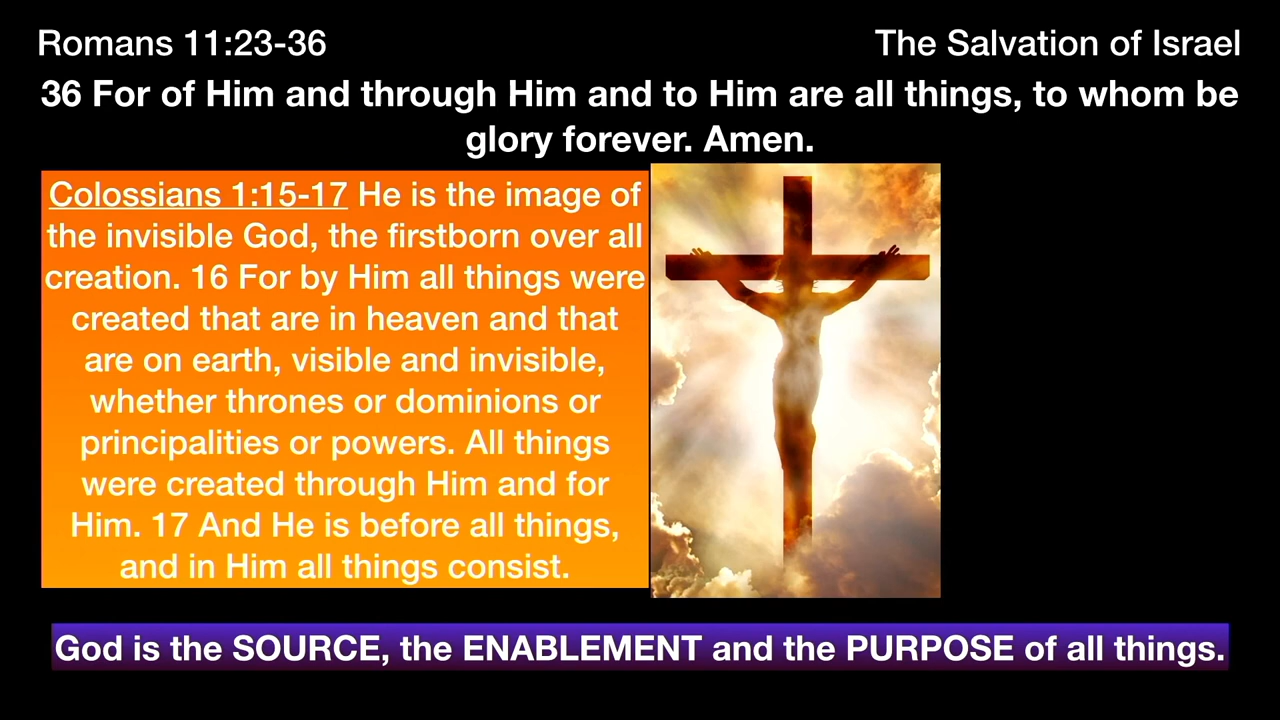 Romans 11:23-36
The Salvation of Israel
36 For of Him and through Him and to Him are all things, to whom be
glory forever. Amen.
Colossians 1:15-17 He is the image of
the invisible God, the firstborn over all
creation. 16 For by Him all things were
created that are in heaven and that
are on earth, visible and invisible,
whether thrones or dominions or
principalities or powers. All things
were created through Him and for
Him. 17 And He is before all things,
and in Him all things consist.
God is the SOURCE, the ENABLEMENT and the PURPOSE of all things.